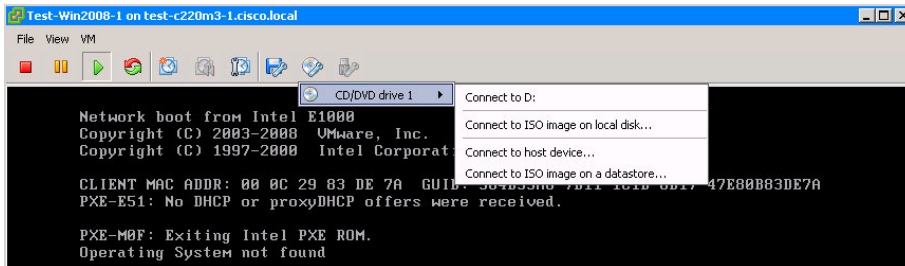 Test-Win2008-1 on test-c220m3-1.cisco.local
File View VM
CD/DVD drive 1
Connect to D:
Connect to ISO image on local disk...
Connect to host device...
Connect to ISO image on a datastore...
Network boot from Intel E1000
Copyright (C) 2003-2008 VMware, Inc.
Copyright (C) 1997-2000 Intel
CLIENT MAC ADDR: 00 0C 29 83 DE 7A GUID: 47E80B83DE7A
PXE-E51: No DHCP or proxyDHCP offers were received.
PXE-M0F: Exiting Intel PXE ROM.
Operating System not found